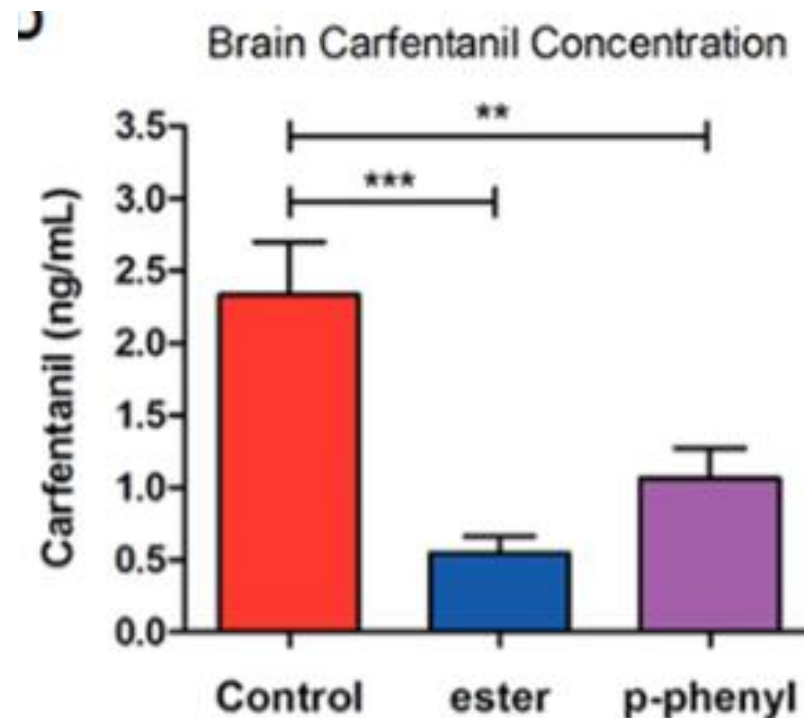 D
Brain Carfentanil Concentration
Carfentanil (ng/mL)
3.5
3.0
2.5
2.0
1.5
1.0
0.5
0.0
**
***
Control ester p-phenyl